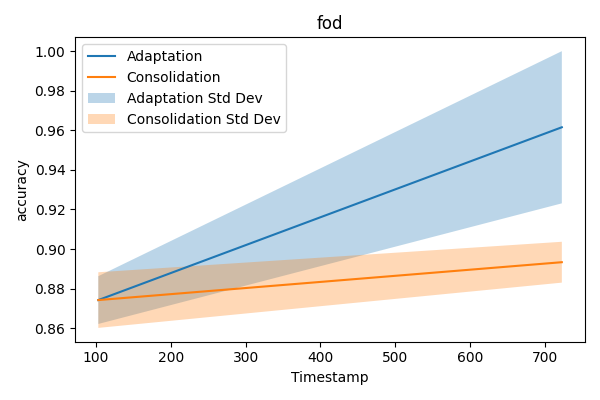 fod
Adaptation
Consolidation
Adaptation Std Dev
Consolidation Std Dev
accuracy
1.00
0.98
0.96
0.94
0.92
0.90
0.88
0.86
100 200 300 400 500 600 700
Timestamp